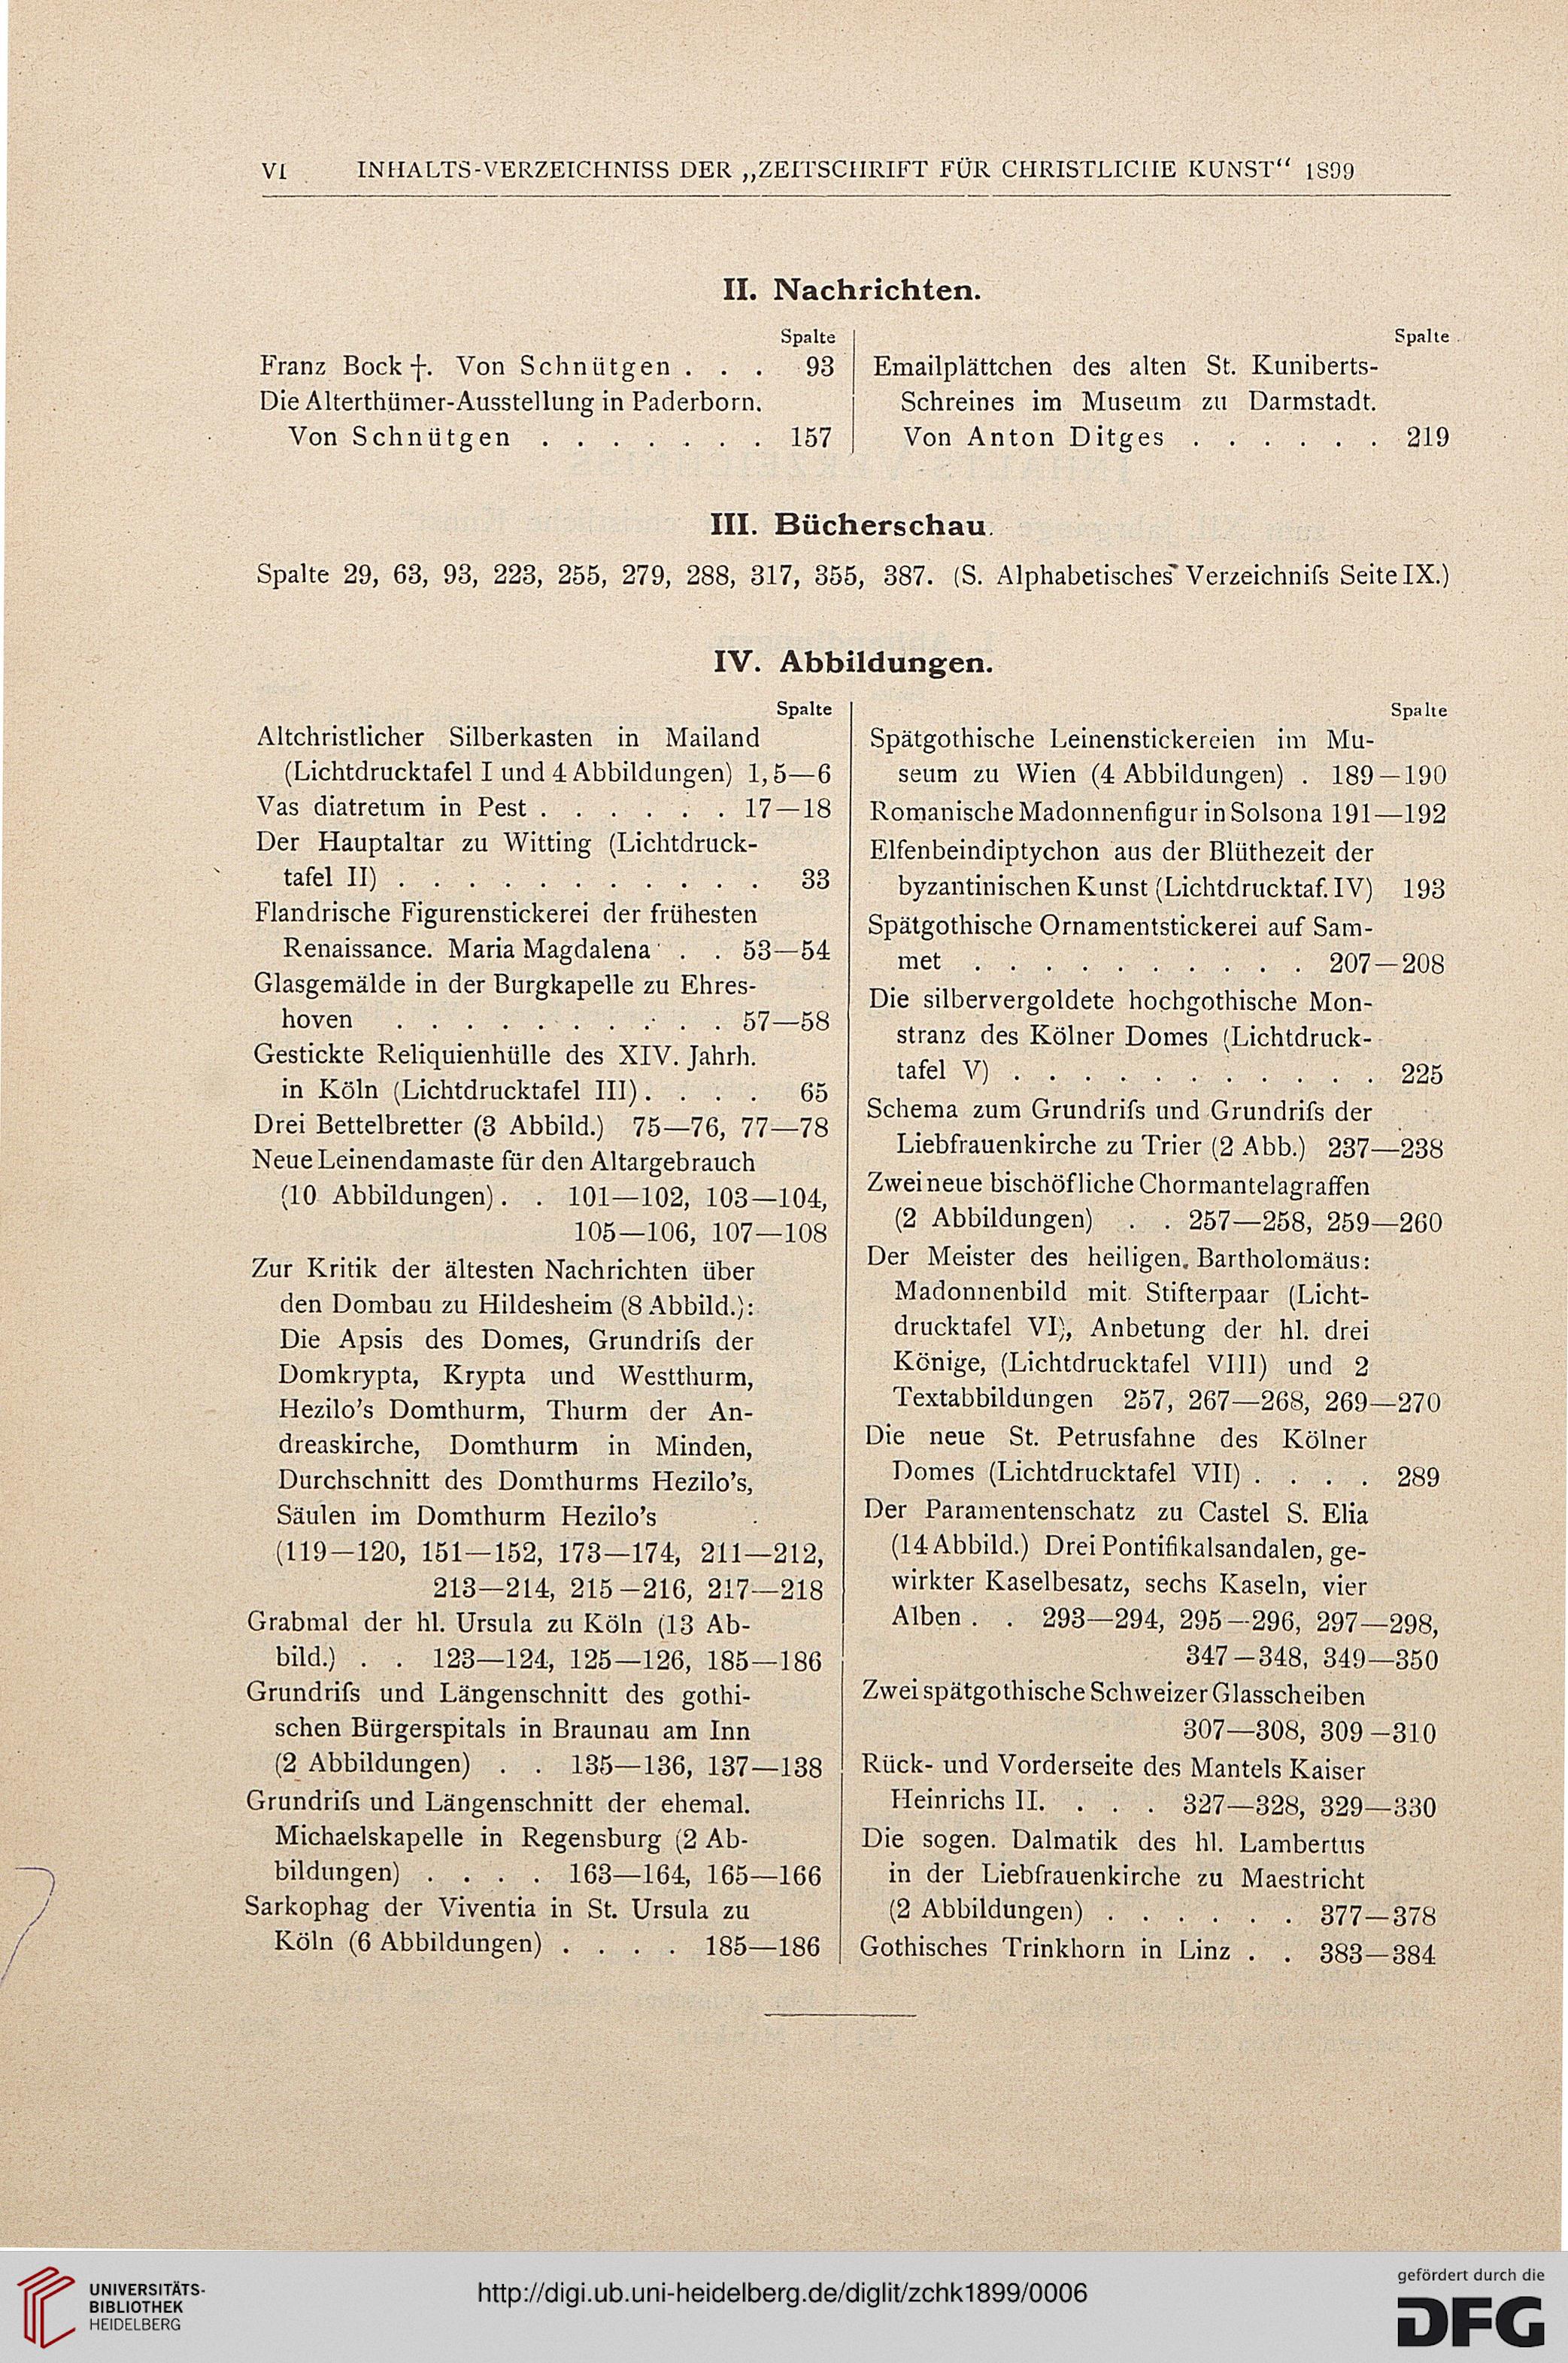 VI INHALTS-VERZEICHNISS DER „ZEITSCHRIFT FÜR CHRISTLICHE KUNST“ 1899
II. Nachrichten.
Spalte
Franz Bock †. Von Schnütgen . . . 93
Die Alterthümer-Ausstellung in Paderborn.
Von Schnütgen . . . . . . . 157
Spalte
Emailplättchen des alten St. Kuniberts-
Schreines im Museum zu Darmstadt.
Von Anton Ditges . . . . . . 219
III. Bücherschau.
Spalte 29, 63, 93, 223, 255, 279, 288, 317, 355, 387. (S. Alphabetisches Verzeichniſs Seite IX.)
IV. Abbildungen.
Spalte
Altchristlicher Silberkasten in Mailand
(Lichtdrucktafel I und 4 Abbildungen) 1, 5—6
Vas diatretum in Pest . . . . . . 17—18
Der Hauptaltar zu Witting (Lichtdruck-
tafel II) . . . . . . . . . . . 33
Flandrische Figurenstickerei der frühesten
Renaissance. Maria Magdalena . . 53—54
Glasgemälde in der Burgkapelle zu Ehres-
hoven . . . . . . . . . . 57—58
Gestickte Reliquienhülle des XIV. Jahrh.
in Köln (Lichtdrucktafel III) . . . . 65
Drei Bettelbretter (3 Abbild.) 75—76, 77—78
Neue Leinendamaste für den Altargebrauch
(10 Abbildungen) . . 101—102, 103—104,
105—106, 107—108
Zur Kritik der ältesten Nachrichten über
den Dombau zu Hildesheim (8 Abbild.):
Die Apsis des Domes, Grundriſs der
Domkrypta, Krypta und Westthurm,
Hezilo's Domthurm, Thurm der An-
dreaskirche, Domthurm in Minden,
Durchschnitt des Domthurms Hezilo's,
Säulen im Domthurm Hezilo's
(119—120, 151—152, 173—174, 211—212,
213—214, 215—216, 217—218
Grabmal der hl. Ursula zu Köln (13 Ab-
bild.) . . 123—124, 125—126, 185—186
Grundriſs und Längenschnitt des gothi-
schen Bürgerspitals in Braunau am Inn
(2 Abbildungen) . . 135—136, 137—138
Grundriſs und Längenschnitt der ehemal.
Michaelskapelle in Regensburg (2 Ab-
bildungen) . . . . 163—164, 165—166
Sarkophag der Viventia in St. Ursula zu
Köln (6 Abbildungen) . . . . 185—186
Spalte
Spätgothische Leinenstickereien im Mu-
seum zu Wien (4 Abbildungen) . 189—190
Romanische Madonnenfigur in Solsona 191—192
Elfenbeindiptychon aus der Blüthezeit der
byzantinischen Kunst (Lichtdrucktaf. IV) 193
Spätgothische Ornamentstickerei auf Sam-
met . . . . . . . . . . 207—208
Die silbervergoldete hochgothische Mon-
stranz des Kölner Domes (Lichtdruck-
tafel V) . . . . . . . . . . . 225
Schema zum Grundriſs und Grundriſs der
Liebfrauenkirche zu Trier (2 Abb.) 237—238
Zwei neue bischöfliche Chormantelagraffen
(2 Abbildungen) . . 257—258, 259—260
Der Meister des heiligen Bartholomäus:
Madonnenbild mit Stifterpaar (Licht-
drucktafel VI), Anbetung der hl. drei
Könige, (Lichtdrucktafel VIII) und 2
Textabbildungen 257, 267—268, 269—270
Die neue St. Petrusfahne des Kölner
Domes (Lichtdrucktafel VII) . . . . 289
Der Paramentenschatz zu Castel S. Elia
(14 Abbild.) Drei Pontifikalsandalen, ge-
wirkter Kaselbesatz, sechs Kaseln, vier
Alben . . 293—294, 295—296, 297—298,
347—348, 349—350
Zwei spätgothische Schweizer Glasscheiben
307—308, 309—310
Rück- und Vorderseite des Mantels Kaiser
Heinrichs II. . . . 327—328, 329—330
Die sogen. Dalmatik des hl. Lambertus
in der Liebfrauenkirche zu Maestricht
(2 Abbildungen) . . . . . . 377—378
Gothisches Trinkhorn in Linz . . 383—384
UNIVERSITÄTS-
BIBLIOTHEK
HEIDELBERG
http://digi.ub.uni-heidelberg.de/diglit/zchk1899/0006
gefördert durch die
DFG